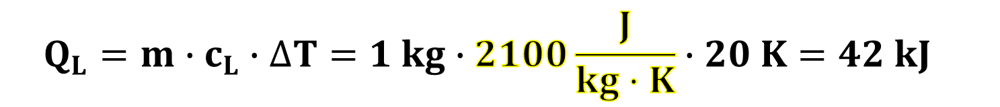 Q_L = m · c_L · ΔT = 1 kg · 2100 J/(kg · K) · 20 K = 42 kJ